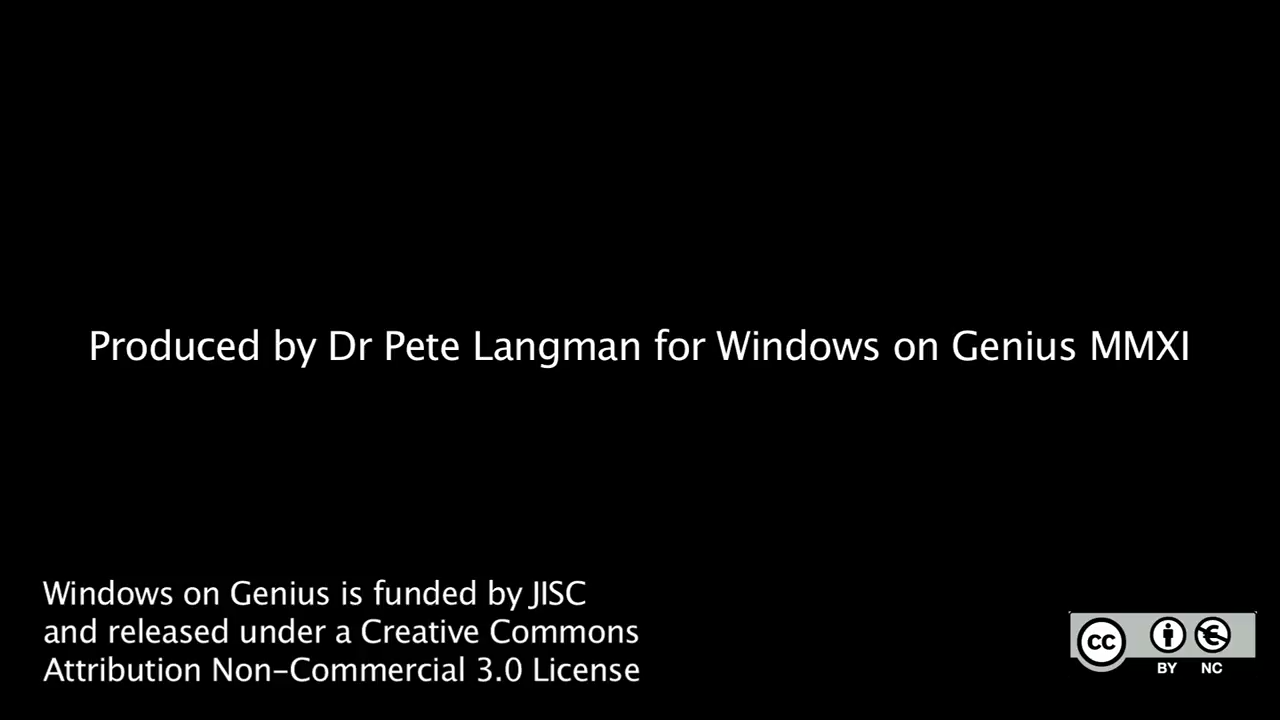 Produced by Dr Pete Langman for Windows on Genius MMXI
Windows on Genius is funded by JISC
and released under a Creative Commons
Attribution Non-Commercial 3.0 License
cc
BY NC